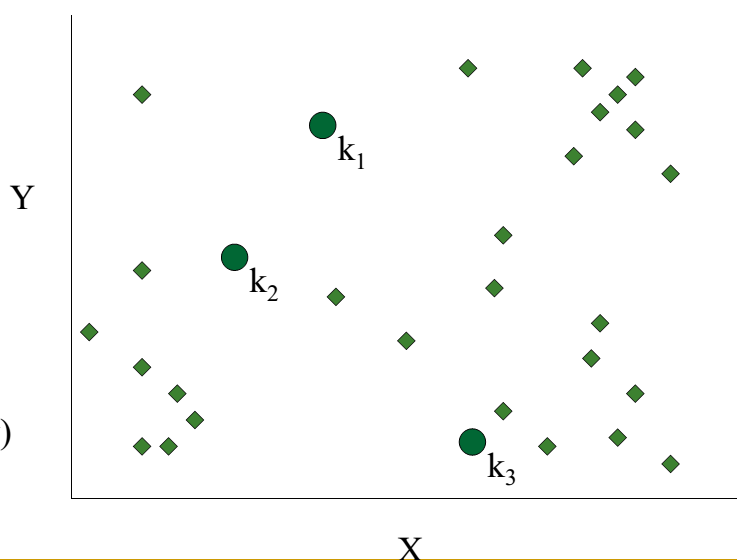 k₁
Y
k₂
)
k₃
X